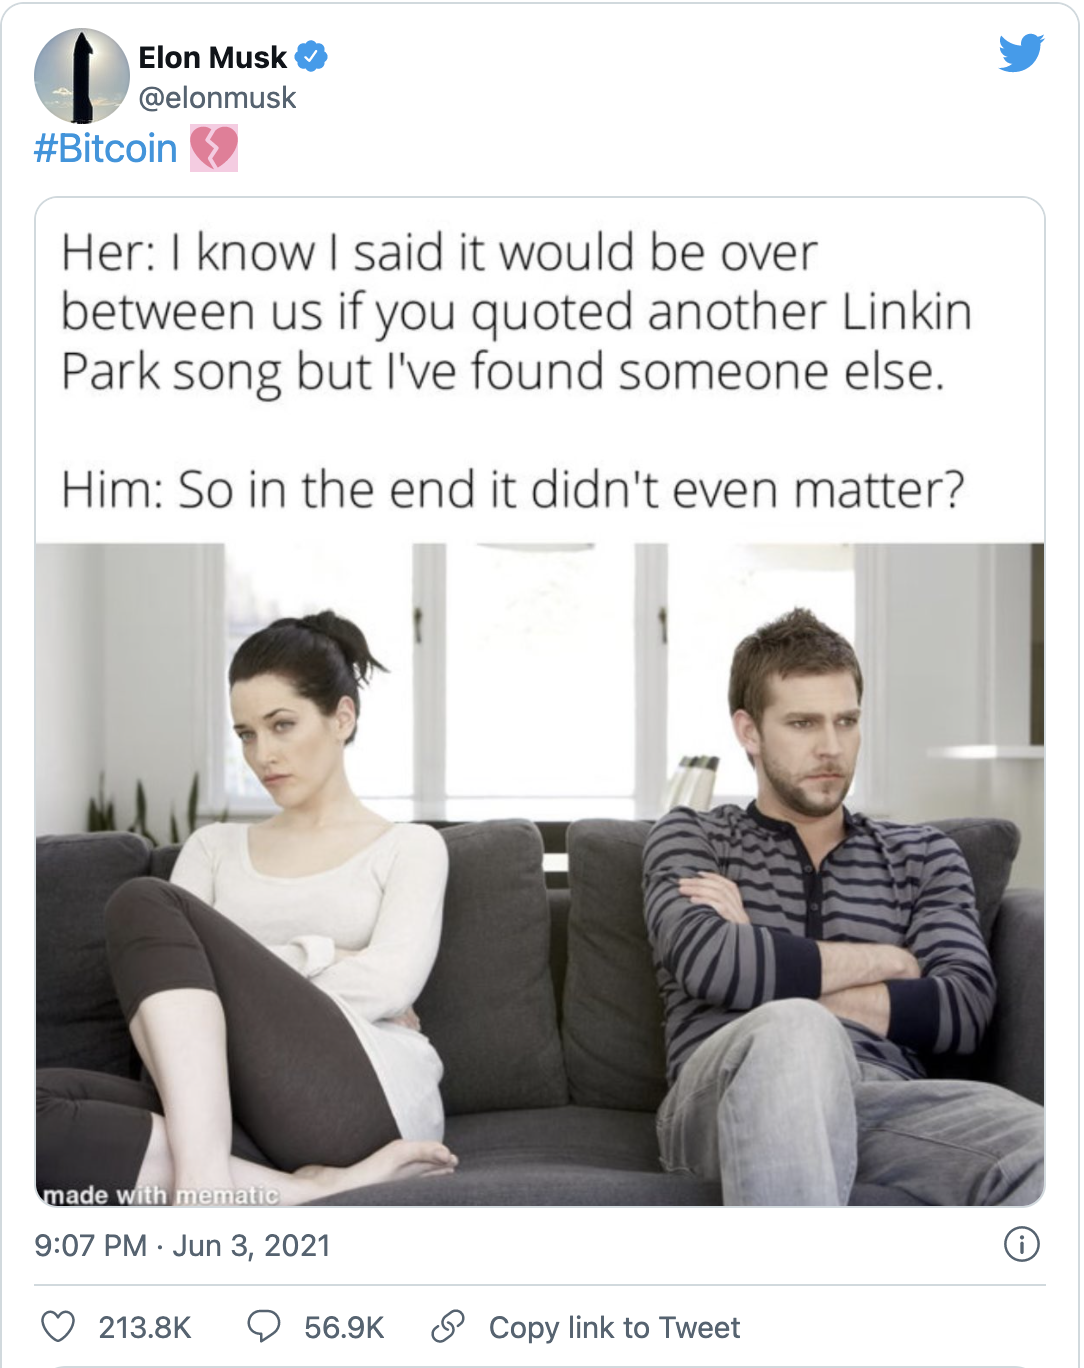 Elon Musk
@elonmusk
#Bitcoin 💔
Her: I know I said it would be over
between us if you quoted another Linkin
Park song but I've found someone else.
Him: So in the end it didn't even matter?
made with mematic
9:07 PM · Jun 3, 2021
213.8K 56.9K Copy link to Tweet